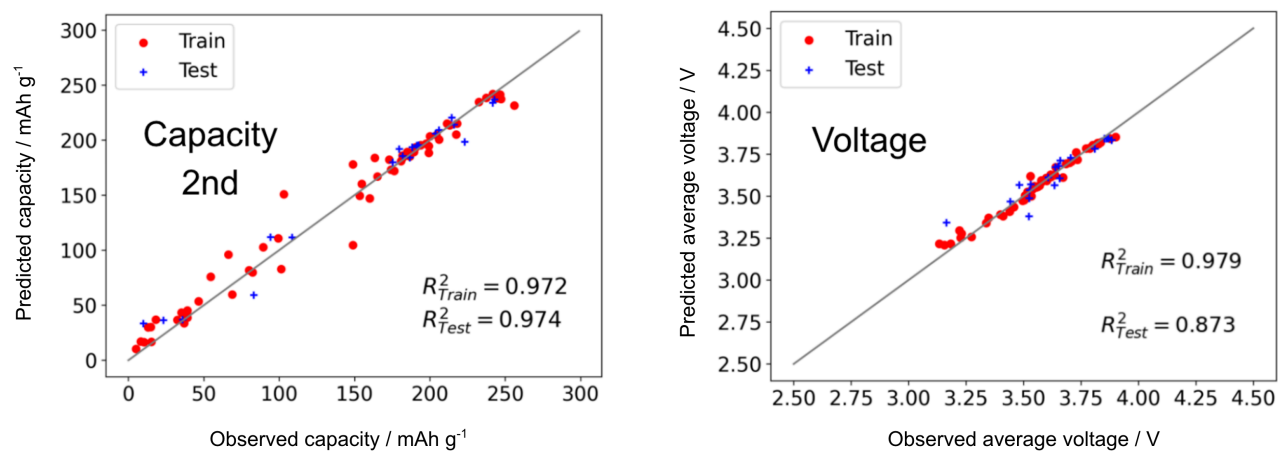 Predicted capacity / mAh g-1
300
250
200
150
100
50
0
Train
Test
Capacity
2nd
R²Train = 0.972
R²Test = 0.974
0 50 100 150 200 250 300
Observed capacity / mAh g-1
Predicted average voltage / V
4.50
4.25
4.00
3.75
3.50
3.25
3.00
2.75
2.50
Train
Test
Voltage
R²Train = 0.979
R²Test = 0.873
2.50 2.75 3.00 3.25 3.50 3.75 4.00 4.25 4.50
Observed average voltage / V